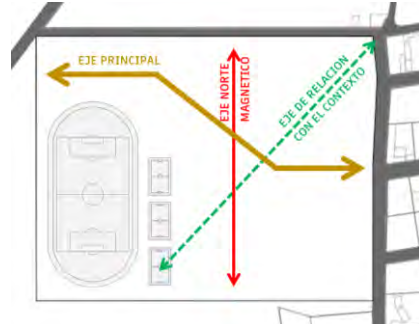 EJE PRINCIPAL
EJE NORTE
MAGNETICO
EJE DE RELACION
CON EL CONTEXTO